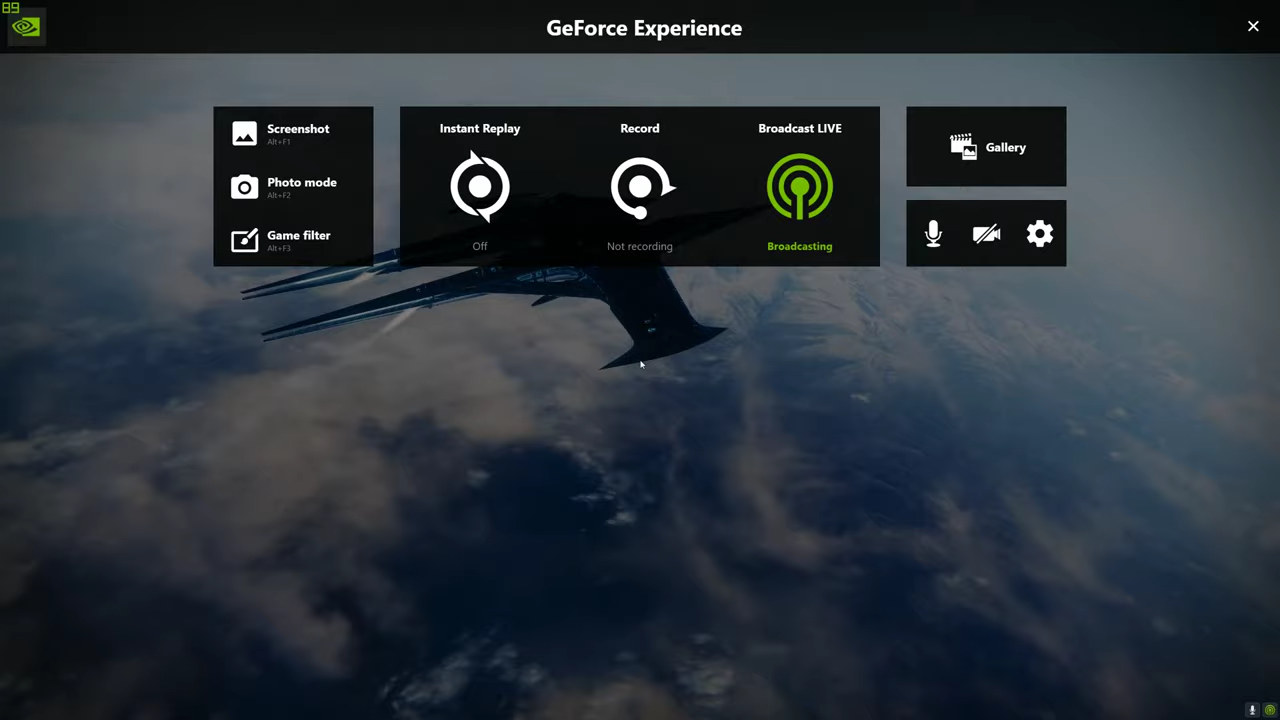 89
GeForce Experience
Screenshot
Alt+F1
Photo mode
Alt+F2
Game filter
Alt+F3
Instant Replay
Off
Record
Not recording
Broadcast LIVE
Broadcasting
Gallery